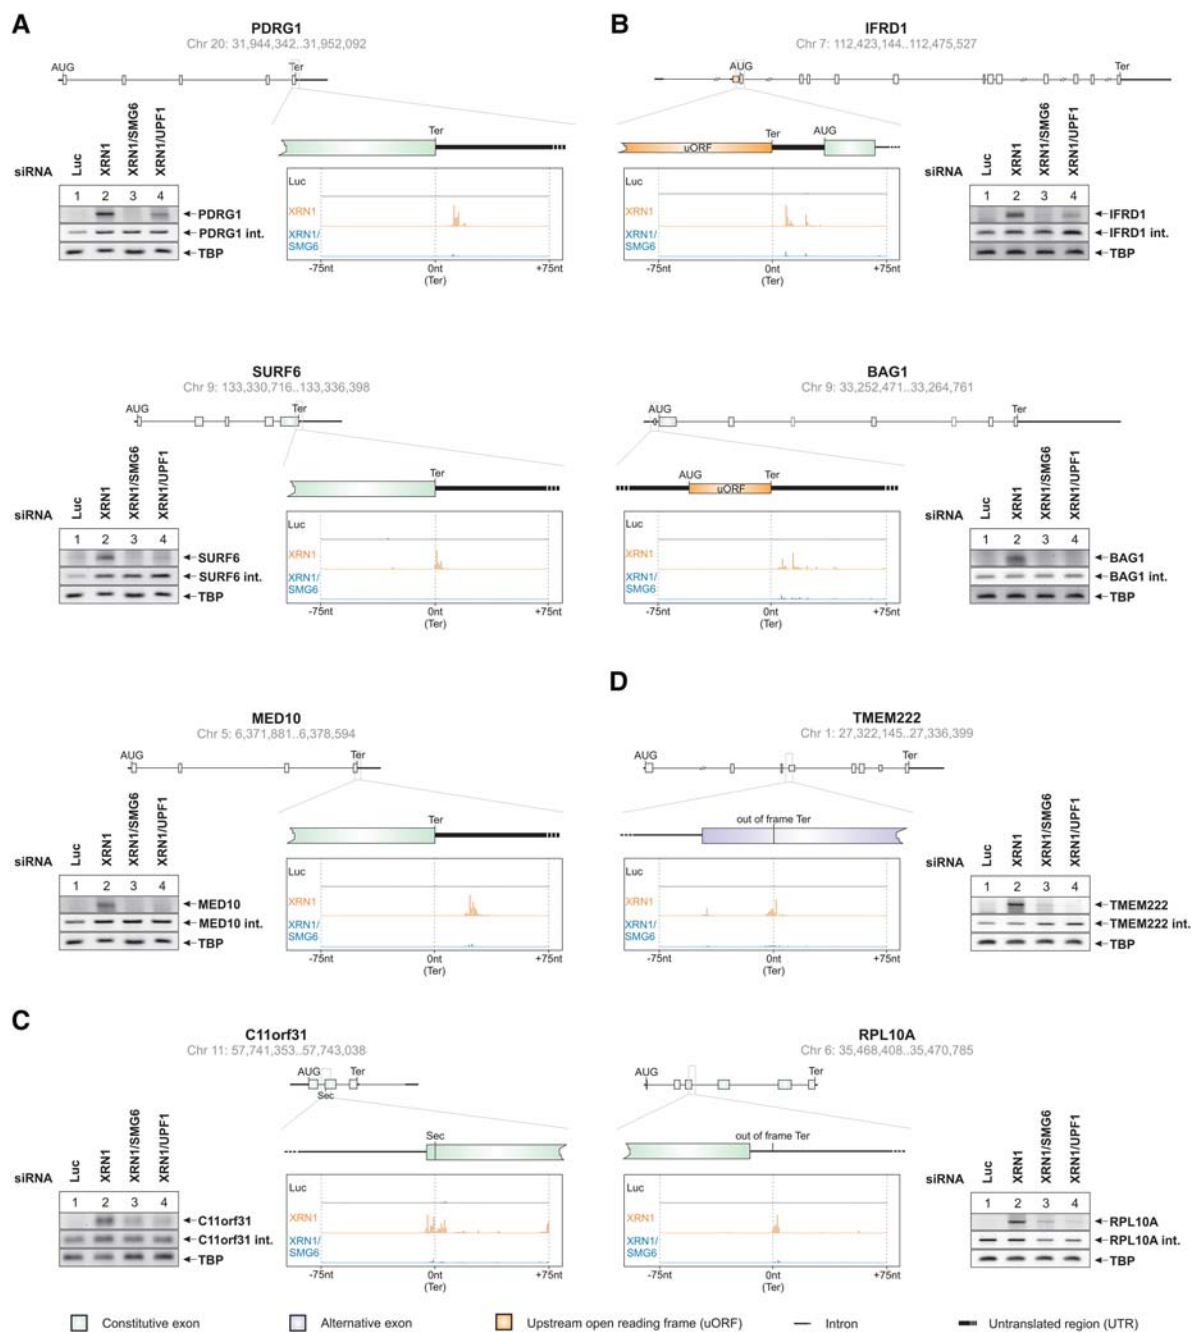 A
PDRG1
Chr 20: 31,944,342..31,952,092
AUG
Ter
Ter
siRNA
Luc
XRN1
XRN1/SMG6
XRN1/UPF1
1 2 3 4
PDRG1
PDRG1 int.
TBP
Luc
XRN1
XRN1/
SMG6
-75nt 0nt +75nt
(Ter)
B
IFRD1
Chr 7: 112,423,144..112,475,527
AUG
Ter
uORF
Ter
AUG
Luc
XRN1
XRN1/
SMG6
-75nt 0nt +75nt
(Ter)
siRNA
Luc
XRN1
XRN1/SMG6
XRN1/UPF1
1 2 3 4
IFRD1
IFRD1 int.
TBP
SURF6
Chr 9: 133,330,716..133,336,398
AUG
Ter
Ter
siRNA
Luc
XRN1
XRN1/SMG6
XRN1/UPF1
1 2 3 4
SURF6
SURF6 int.
TBP
Luc
XRN1
XRN1/
SMG6
-75nt 0nt +75nt
(Ter)
BAG1
Chr 9: 33,252,471..33,264,761
AUG
Ter
AUG
uORF
Ter
Luc
XRN1
XRN1/
SMG6
-75nt 0nt +75nt
(Ter)
siRNA
Luc
XRN1
XRN1/SMG6
XRN1/UPF1
1 2 3 4
BAG1
BAG1 int.
TBP
MED10
Chr 5: 6,371,881..6,378,594
AUG
Ter
Ter
siRNA
Luc
XRN1
XRN1/SMG6
XRN1/UPF1
1 2 3 4
MED10
MED10 int.
TBP
Luc
XRN1
XRN1/
SMG6
-75nt 0nt +75nt
(Ter)
D
TMEM222
Chr 1: 27,322,145..27,336,399
AUG
Ter
out of frame Ter
Luc
XRN1
XRN1/
SMG6
-75nt 0nt +75nt
(Ter)
siRNA
Luc
XRN1
XRN1/SMG6
XRN1/UPF1
1 2 3 4
TMEM222
TMEM222 int.
TBP
C
C11orf31
Chr 11: 57,741,353..57,743,038
AUG
Ter
Sec
Sec
siRNA
Luc
XRN1
XRN1/SMG6
XRN1/UPF1
1 2 3 4
C11orf31
C11orf31 int.
TBP
Luc
XRN1
XRN1/
SMG6
-75nt 0nt +75nt
(Ter)
RPL10A
Chr 6: 35,468,408..35,470,785
AUG
Ter
out of frame Ter
Luc
XRN1
XRN1/
SMG6
-75nt 0nt +75nt
(Ter)
siRNA
Luc
XRN1
XRN1/SMG6
XRN1/UPF1
1 2 3 4
RPL10A
RPL10A int.
TBP
Constitutive exon
Alternative exon
Upstream open reading frame (uORF)
Intron
Untranslated region (UTR)